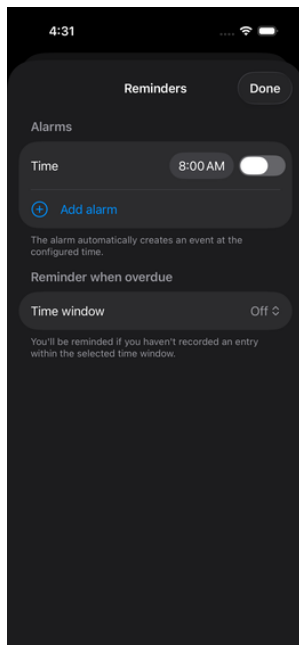 4:31
Reminders
Done
Alarms
Time
8:00 AM
Add alarm
The alarm automatically creates an event at the
configured time.
Reminder when overdue
Time window
Off
You'll be reminded if you haven't recorded an entry
within the selected time window.